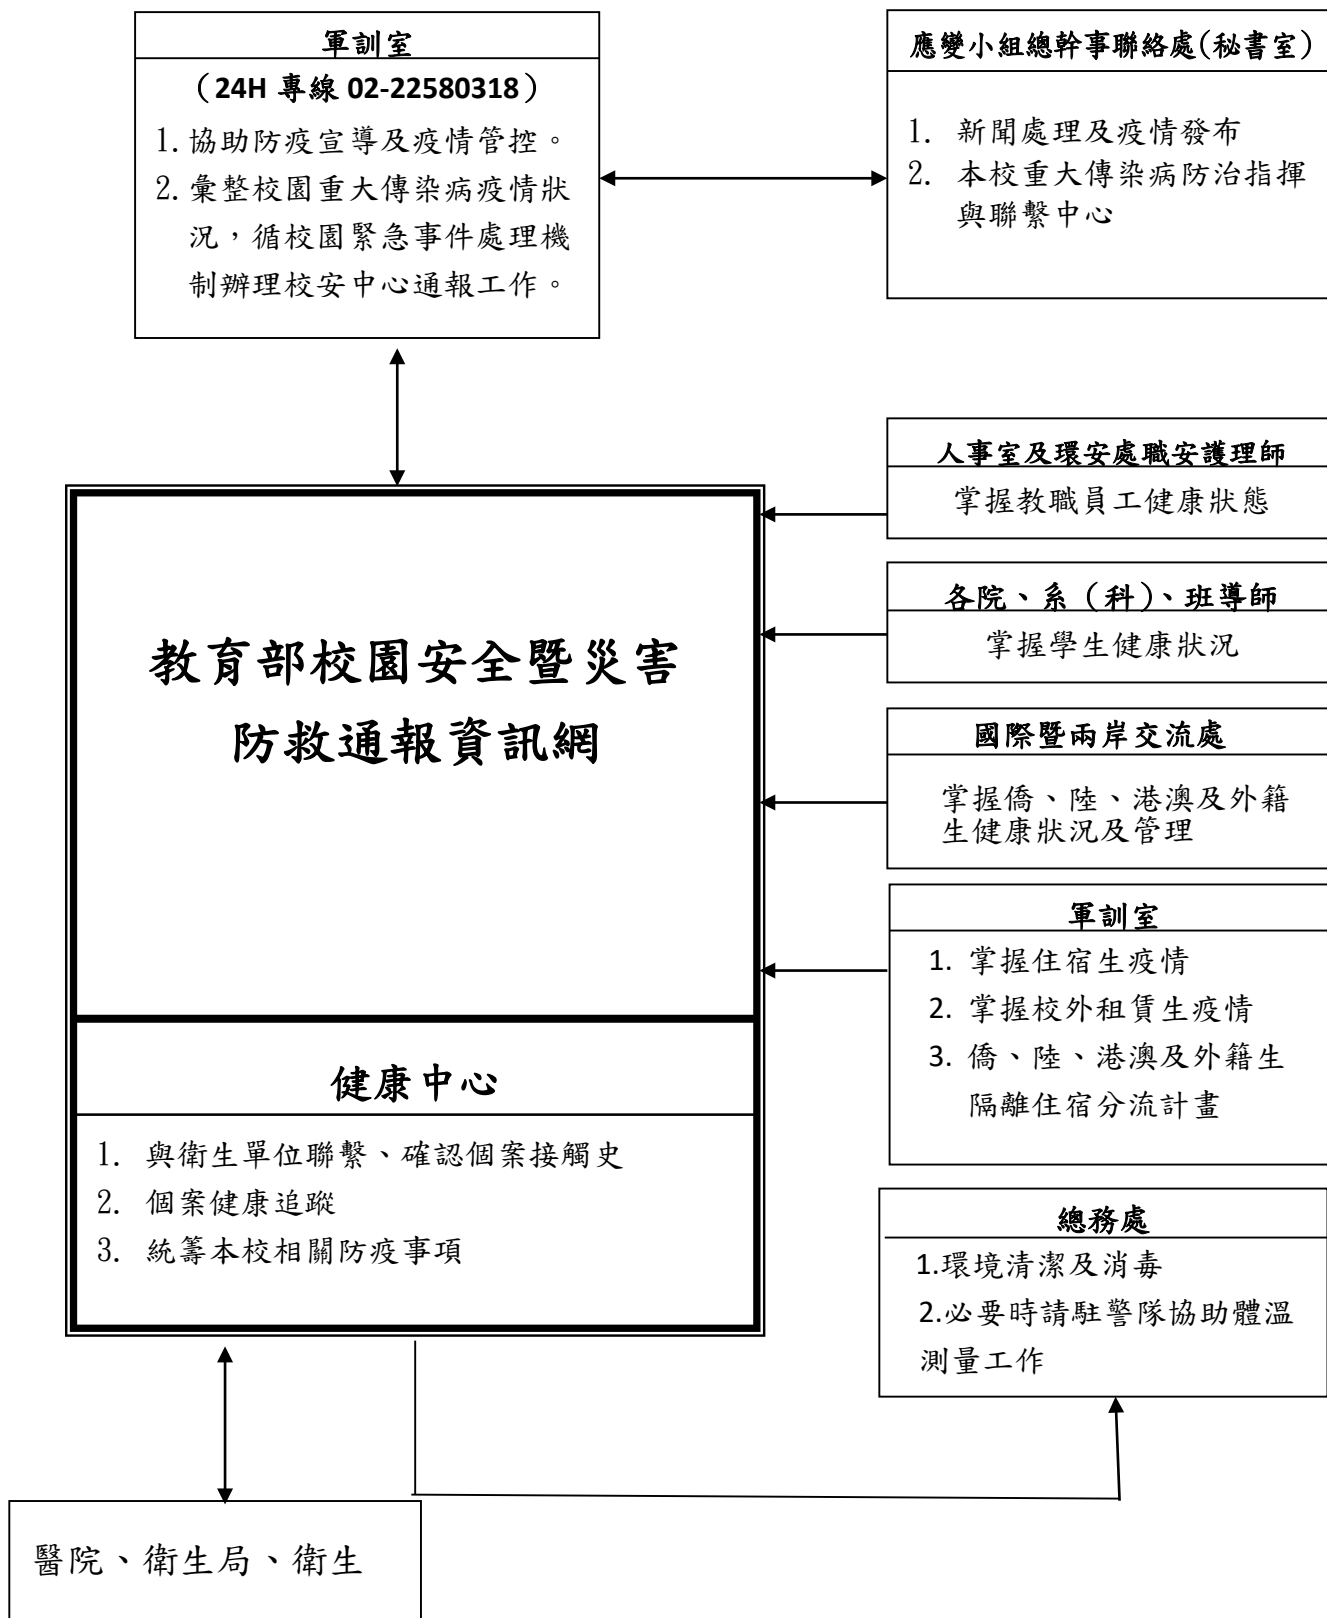 軍訓室
（24H 專線 02-22580318）
1. 協助防疫宣導及疫情管控。
2. 彙整校園重大傳染病疫情狀
況，循校園緊急事件處理機
制辦理校安中心通報工作。
應變小組總幹事聯絡處(秘書室)
1. 新聞處理及疫情發布
2. 本校重大傳染病防治指揮
與聯繫中心
人事室及環安處職安護理師
掌握教職員工健康狀態
各院、系（科）、班導師
掌握學生健康狀況
國際暨兩岸交流處
掌握僑、陸、港澳及外籍
生健康狀況及管理
軍訓室
1. 掌握住宿生疫情
2. 掌握校外租賃生疫情
3. 僑、陸、港澳及外籍生
隔離住宿分流計畫
總務處
1.環境清潔及消毒
2.必要時請駐警隊協助體溫
測量工作
教育部校園安全暨災害
防救通報資訊網
健康中心
1. 與衛生單位聯繫、確認個案接觸史
2. 個案健康追蹤
3. 統籌本校相關防疫事項
醫院、衛生局、衛生